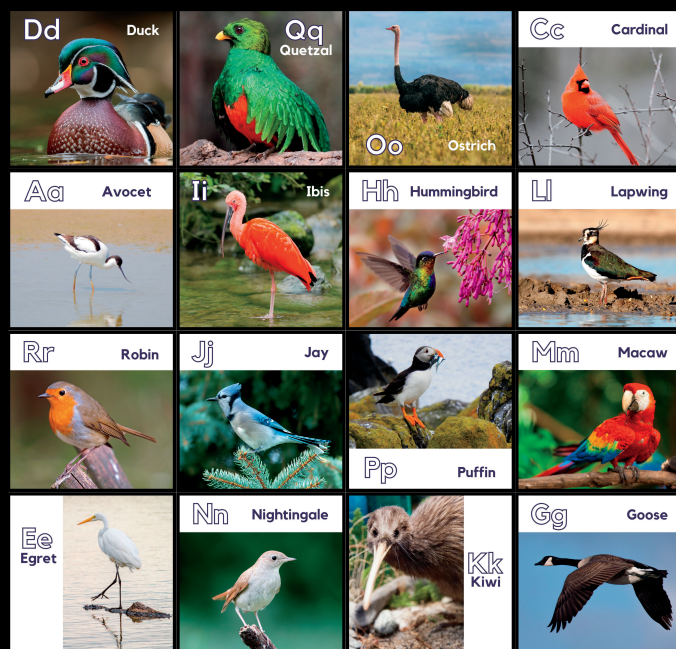 Dd
Duck
Qq
Quetzal
Oo
Ostrich
Cc
Cardinal
Aa
Avocet
Ii
Ibis
Hh
Hummingbird
Ll
Lapwing
Rr
Robin
Jj
Jay
Pp
Puffin
Mm
Macaw
Ee
Egret
Nn
Nightingale
Kk
Kiwi
Gg
Goose